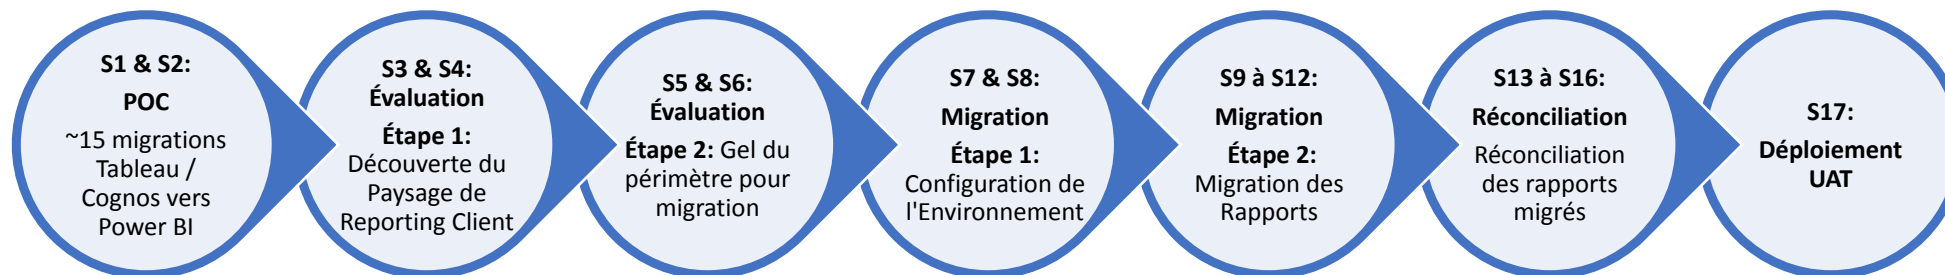 S1 & S2:
POC
~15 migrations
Tableau /
Cognos vers
Power BI
S3 & S4:
Évaluation
Étape 1:
Découverte du
Paysage de
Reporting Client
S5 & S6:
Évaluation
Étape 2: Gel du
périmètre pour
migration
S7 & S8:
Migration
Étape 1:
Configuration de
l'Environnement
S9 à S12:
Migration
Étape 2:
Migration des
Rapports
S13 à S16:
Réconciliation
Réconciliation
des rapports
migrés
S17:
Déploiement
UAT